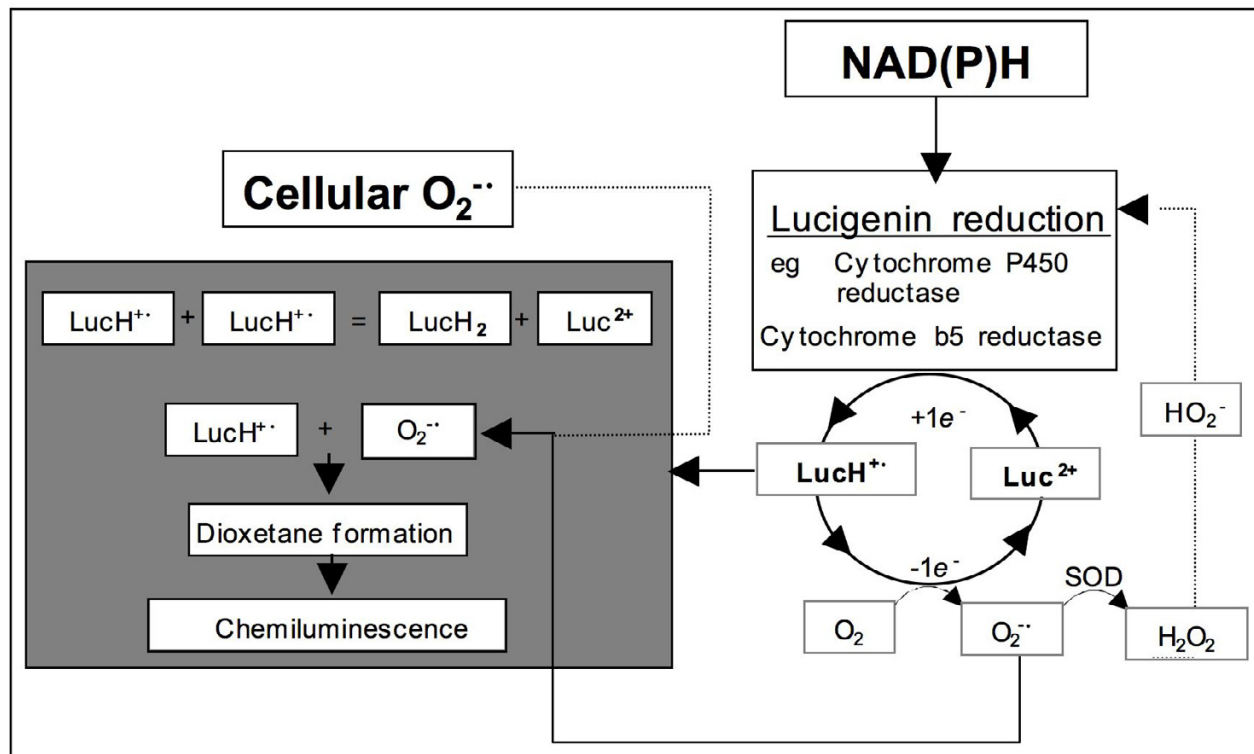 NAD(P)H
Cellular O₂⁻·
Lucigenin reduction
eg Cytochrome P450
reductase
Cytochrome b5 reductase
LucH⁺· + LucH⁺· = LucH₂ + Luc²⁺
HO₂⁻
+1e⁻
LucH⁺· + O₂⁻·
LucH⁺·
Luc²⁺
Dioxetane formation
-1e⁻
SOD
Chemiluminescence
O₂
O₂⁻·
H₂O₂